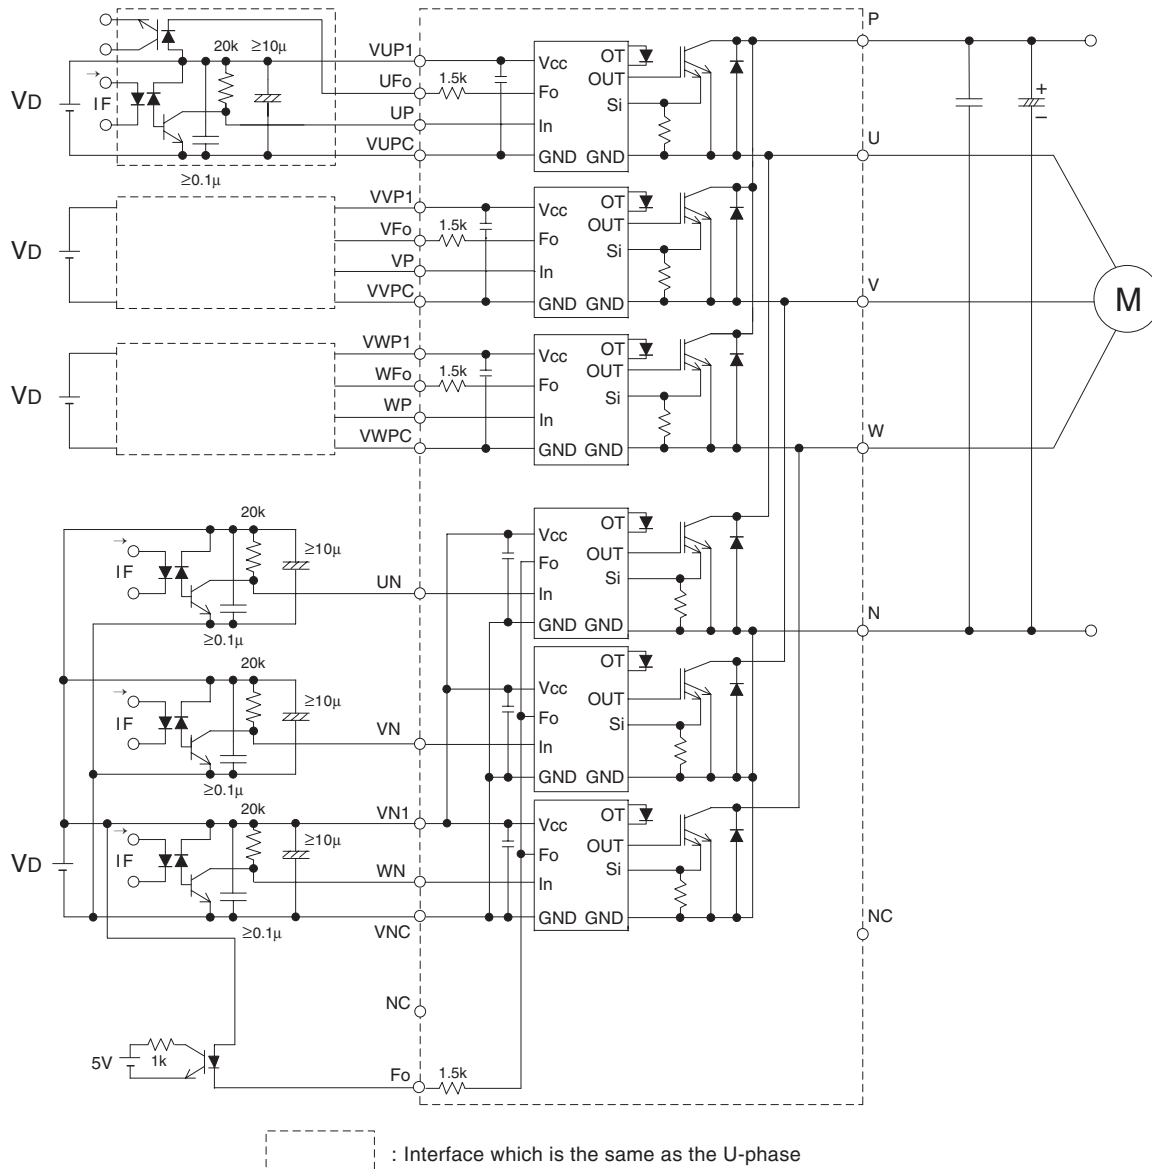 P
20k ≥10μ
VUP1
UFo
UP
VUPC
1.5k
Vcc
Fo
In
GND GND
OT
OUT
Si
VD
IF
≥0.1μ
+
−
U
VVP1
VFo
VP
VVPC
1.5k
Vcc
Fo
In
GND GND
OT
OUT
Si
VD
V
M
VWP1
WFo
WP
VWPC
1.5k
Vcc
Fo
In
GND GND
OT
OUT
Si
VD
W
20k
≥10μ
IF
≥0.1μ
UN
Vcc
Fo
In
GND GND
OT
OUT
Si
N
20k
≥10μ
IF
≥0.1μ
VN
Vcc
Fo
In
GND GND
OT
OUT
Si
20k
≥10μ
VD
IF
≥0.1μ
VN1
WN
VNC
Vcc
Fo
In
GND GND
OT
OUT
Si
NC
NC
5V
1k
Fo
1.5k
: Interface which is the same as the U-phase